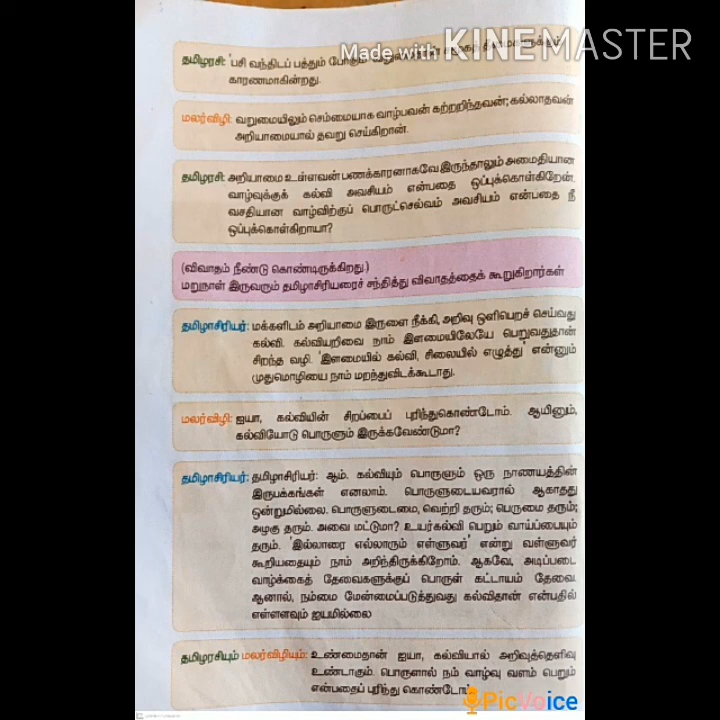 Made with KINEMASTER
தமிழரசி: 'பசி வந்திடப் பத்தும் போகும்'
காரணமாகின்றது.
மலர்விழி: வறுமையிலும் செம்மையாக வாழ்பவன் கற்றறிந்தவன்; கல்லாதவன்
அறியாமையால் தவறு செய்கிறான்.
தமிழரசி: அறியாமை உள்ளவன் பணக்காரனாகவே இருந்தாலும் அமைதியான
வாழ்வுக்குக் கல்வி அவசியம் என்பதை ஒப்புக்கொள்கிறேன்.
வசதியான வாழ்விற்குப் பொருட்செல்வம் அவசியம் என்பதை நீ
ஒப்புக்கொள்கிறாயா?
(விவாதம் நீண்டு கொண்டிருக்கிறது.)
மறுநாள் இருவரும் தமிழாசிரியரைச் சந்தித்து விவாதத்தைக் கூறுகிறார்கள்
தமிழாசிரியர்: மக்களிடம் அறியாமை இருளை நீக்கி, அறிவு ஒளிபெறச் செய்வது
கல்வி. கல்வியறிவை நாம் இளமையிலேயே பெறுவதுதான்
சிறந்த வழி. 'இளமையில் கல்வி, சிலையில் எழுத்து' என்னும்
முதுமொழியை நாம் மறந்துவிடக்கூடாது.
மலர்விழி: ஐயா, கல்வியின் சிறப்பைப் புரிந்துகொண்டோம். ஆயினும்,
கல்வியோடு பொருளும் இருக்கவேண்டுமா?
தமிழாசிரியர்: தமிழாசிரியர்: ஆம். கல்வியும் பொருளும் ஒரு நாணயத்தின்
இருபக்கங்கள் எனலாம். பொருளுடையவரால் ஆகாதது
ஒன்றுமில்லை. பொருளுடைமை, வெற்றி தரும்; பெருமை தரும்;
அழகு தரும். அவை மட்டுமா? உயர்கல்வி பெறும் வாய்ப்பையும்
தரும். 'இல்லாரை எல்லாரும் எள்ளுவர்' என்று வள்ளுவர்
கூறியதையும் நாம் அறிந்திருக்கிறோம். ஆகவே, அடிப்படை
வாழ்க்கைத் தேவைகளுக்குப் பொருள் கட்டாயம் தேவை.
ஆனால், நம்மை மேன்மைப்படுத்துவது கல்விதான் என்பதில்
எள்ளளவும் ஐயமில்லை
தமிழரசியும் மலர்விழியும்: உண்மைதான் ஐயா, கல்வியால் அறிவுத்தெளிவு
உண்டாகும். பொருளால் நம் வாழ்வு வளம் பெறும்
என்பதைப் புரிந்து கொண்டோம்
PicVoice